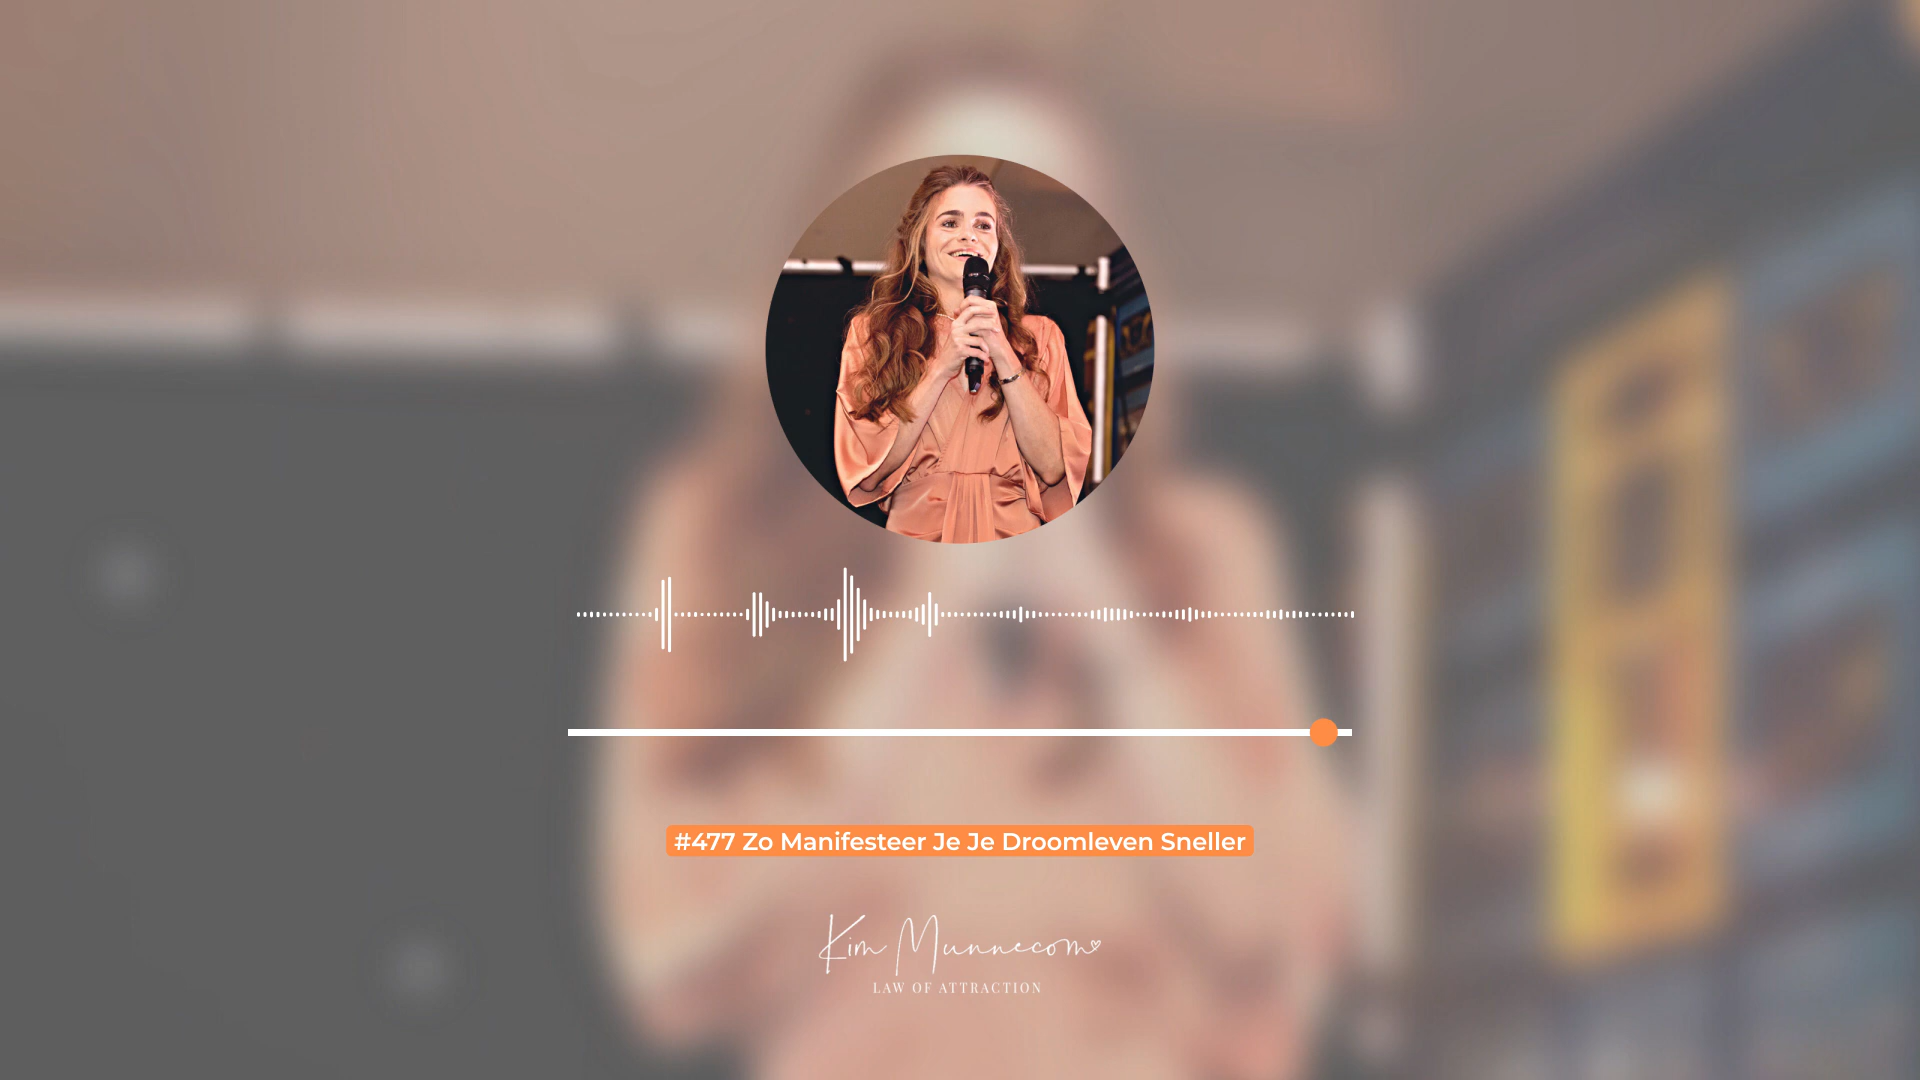 #477 Zo Manifesteer Je Je Droomleven Sneller
Kim Munnecom
LAW OF ATTRACTION